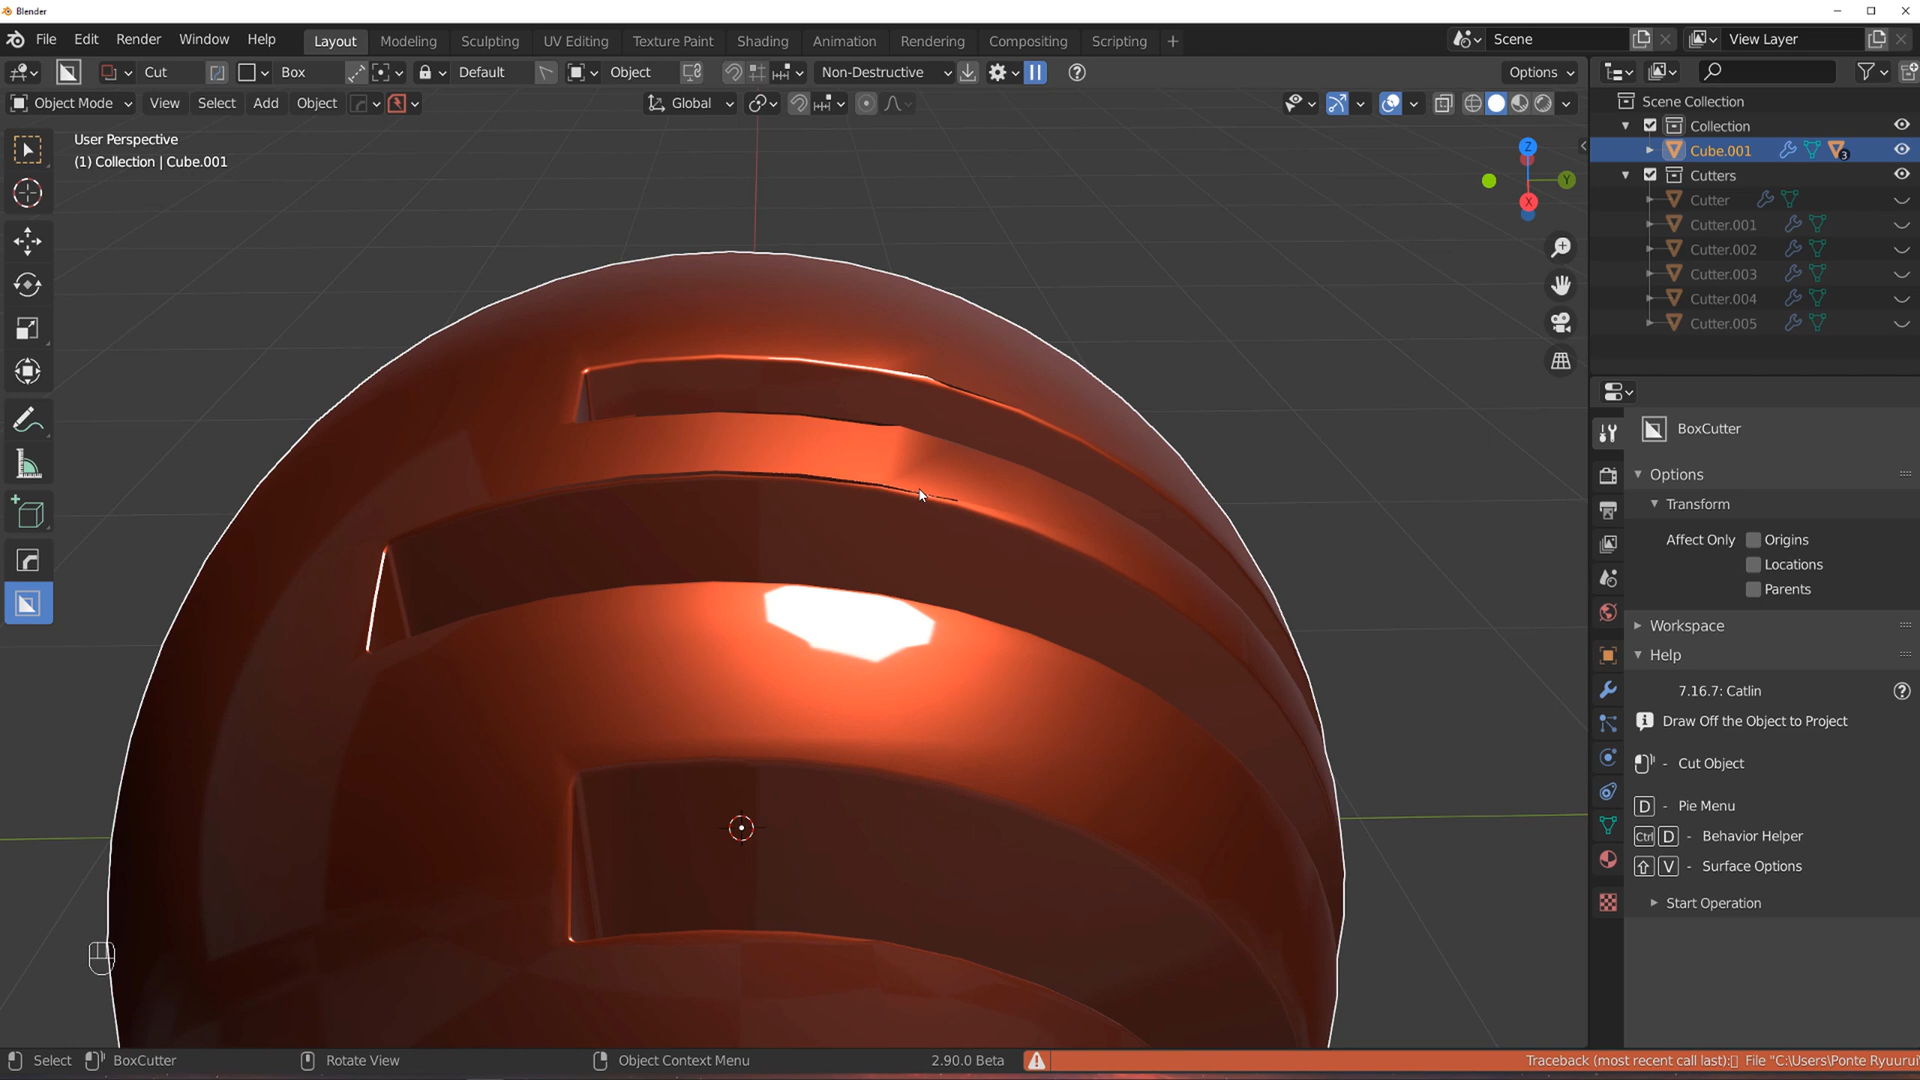 Blender
File Edit Render Window Help Layout Modeling Sculpting UV Editing Texture Paint Shading Animation Rendering Compositing Scripting + Scene View Layer
Cut Box Default Object Non-Destructive Options
Object Mode View Select Add Object Global
User Perspective
(1) Collection | Cube.001
Z
Y
X
Scene Collection
Collection
Cube.001 3
Cutters
Cutter
Cutter.001
Cutter.002
Cutter.003
Cutter.004
Cutter.005
BoxCutter
Options
Transform
Affect Only Origins
Locations
Parents
Workspace
Help
7.16.7: Catlin
Draw Off the Object to Project
- Cut Object
D - Pie Menu
Ctrl D - Behavior Helper
V - Surface Options
Start Operation
Select BoxCutter Rotate View Object Context Menu 2.90.0 Beta Traceback (most recent call last): File "C:\Users\Ponte Ryuurui